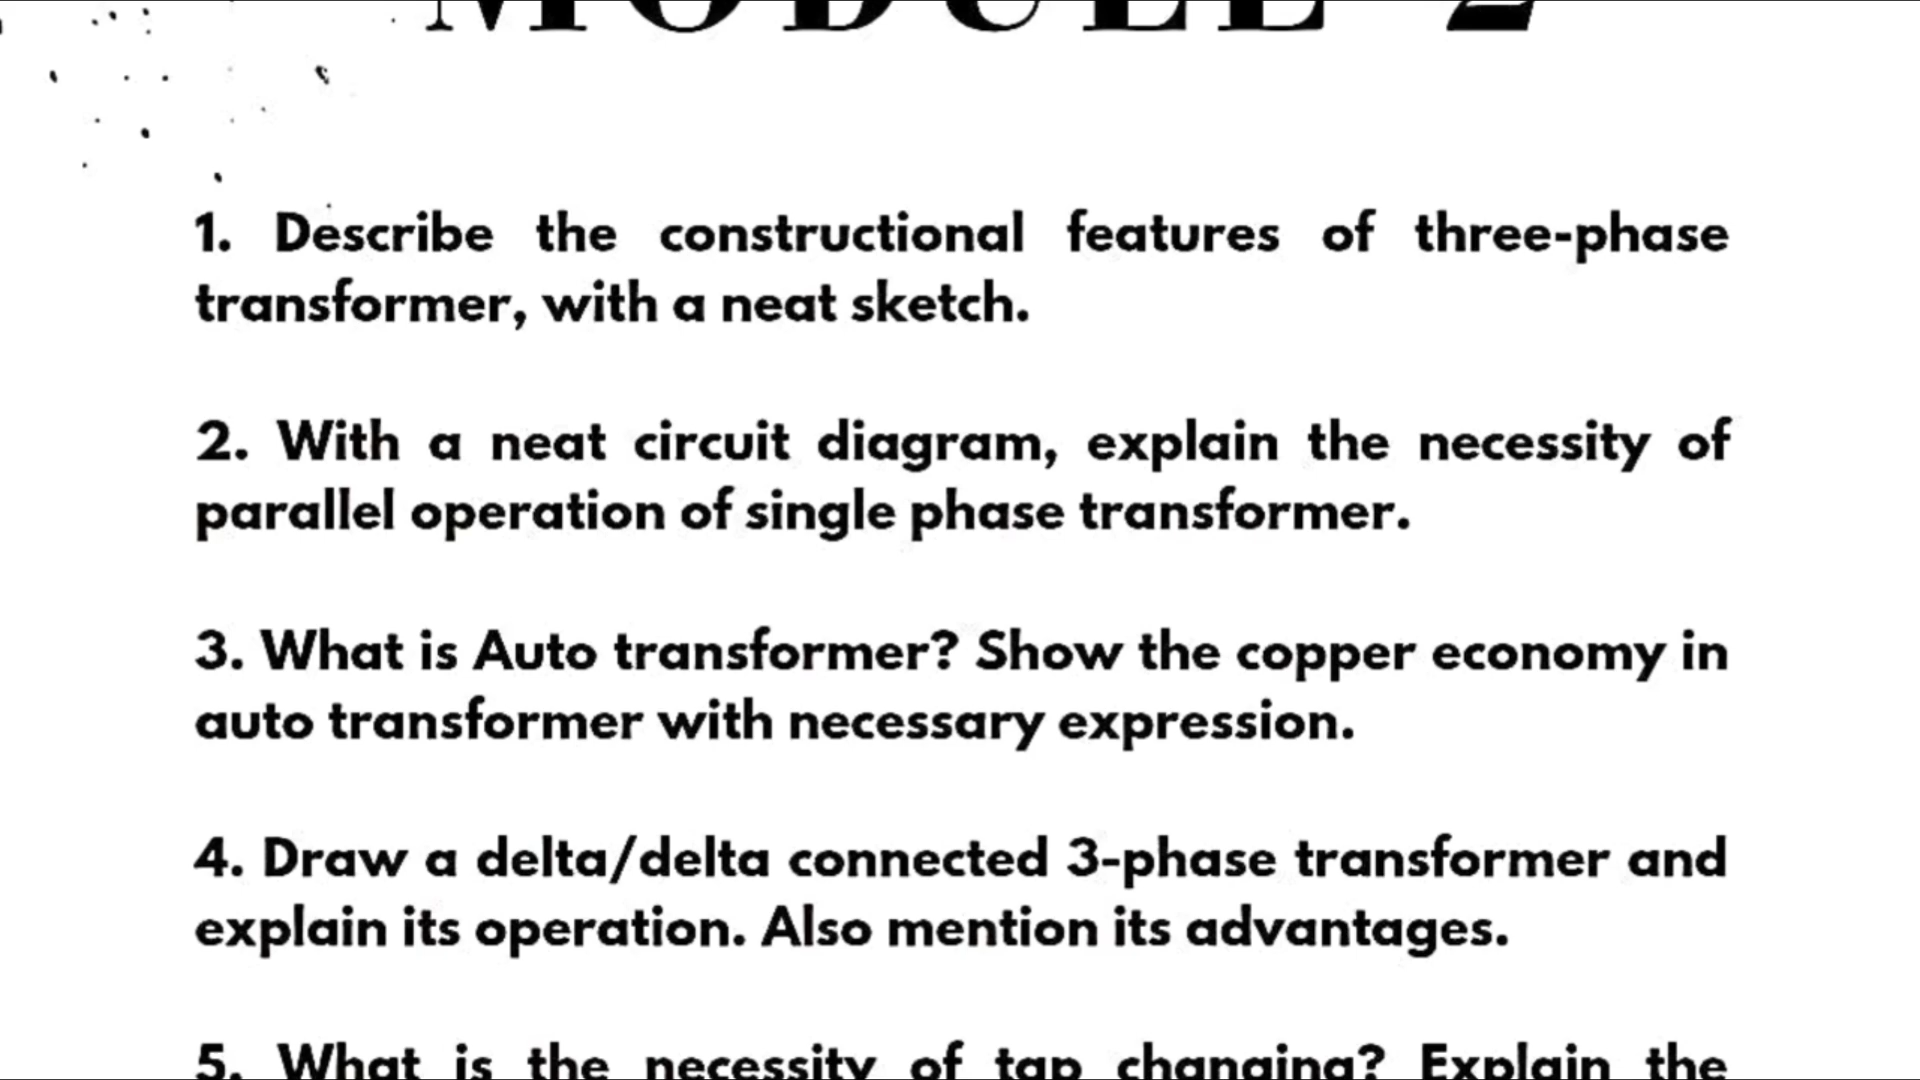 MODULE 2
1. Describe the constructional features of three-phase
transformer, with a neat sketch.
2. With a neat circuit diagram, explain the necessity of
parallel operation of single phase transformer.
3. What is Auto transformer? Show the copper economy in
auto transformer with necessary expression.
4. Draw a delta/delta connected 3-phase transformer and
explain its operation. Also mention its advantages.
5. What is the necessity of tap changing? Explain the